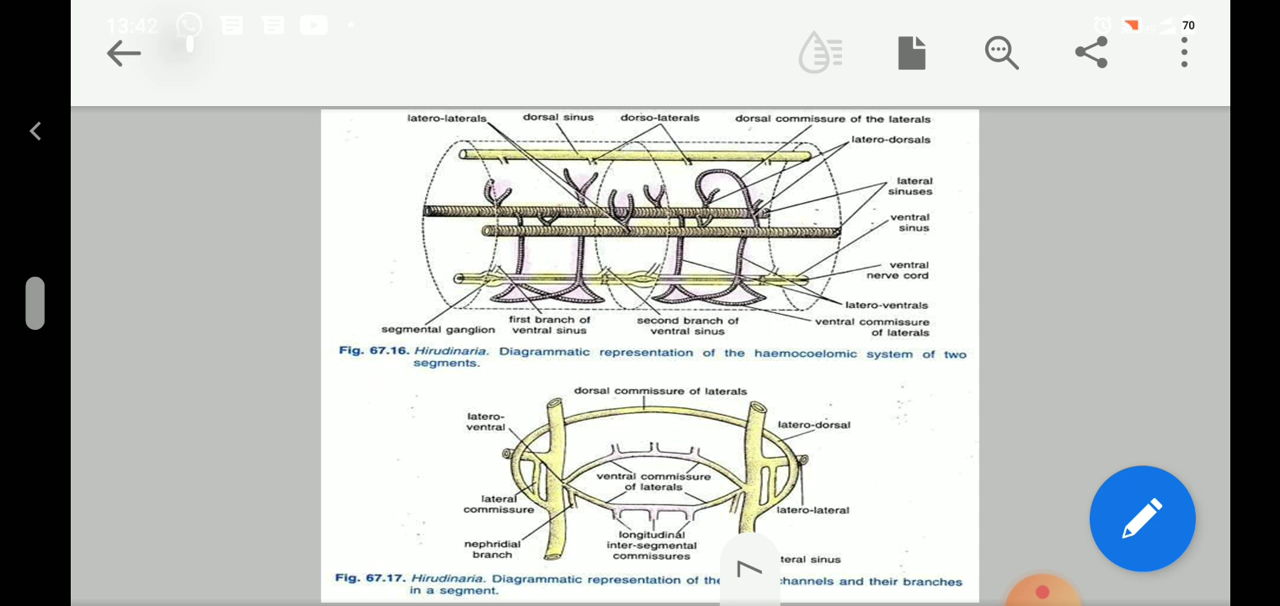 13:42
70
latero-laterals dorsal sinus dorso-laterals dorsal commissure of the laterals
latero-dorsals
lateral
sinuses
ventral
sinus
ventral
nerve cord
latero-ventrals
segmental ganglion
first branch of
ventral sinus
second branch of
ventral sinus
ventral commissure
of laterals
Fig. 67.16. Hirudinaria. Diagrammatic representation of the haemocoelomic system of two
segments.
dorsal commissure of laterals
latero-
ventral
latero-dorsal
ventral commissure
of laterals
lateral
commissure
latero-lateral
nephridial
branch
longitudinal
inter-segmental
commissures
teral sinus
7
Fig. 67.17. Hirudinaria. Diagrammatic representation of the channels and their branches
in a segment.